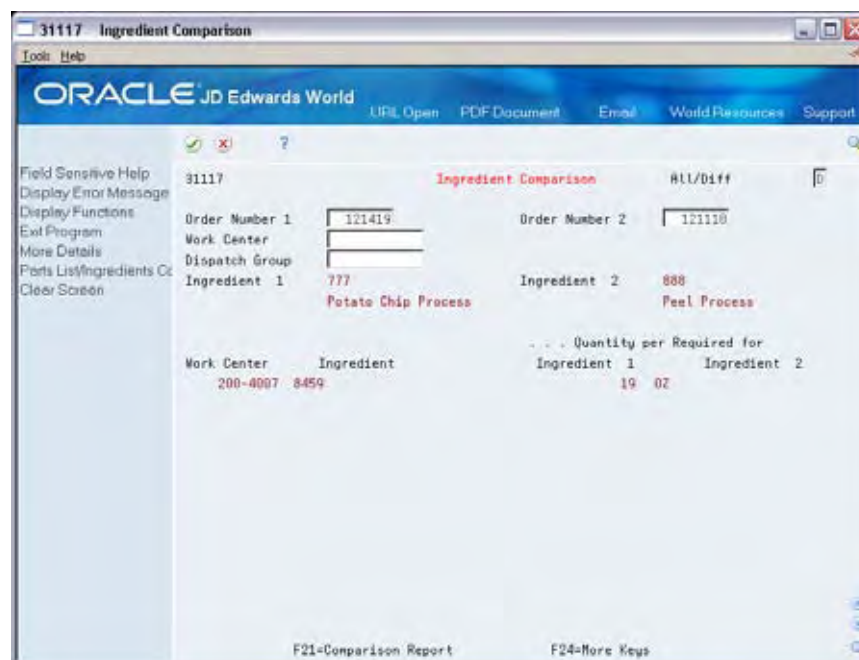 31117 Ingredient Comparison
Tools Help
ORACLE JD Edwards World
URL Open PDF Document Email World Resources Support
?
Field Sensitive Help
Display Error Message
Display Functions
Exit Program
More Details
Parts List/Ingredients Co
Clear Screen
31117 Ingredient Comparison All/Diff D
Order Number 1 121419 Order Number 2 121110
Work Center
Dispatch Group
Ingredient 1 777 Ingredient 2 888
Potato Chip Process Peel Process
. . . Quantity per Required for
Work Center Ingredient Ingredient 1 Ingredient 2
200-4007 8459 19 OZ
F21=Comparison Report F24=More Keys